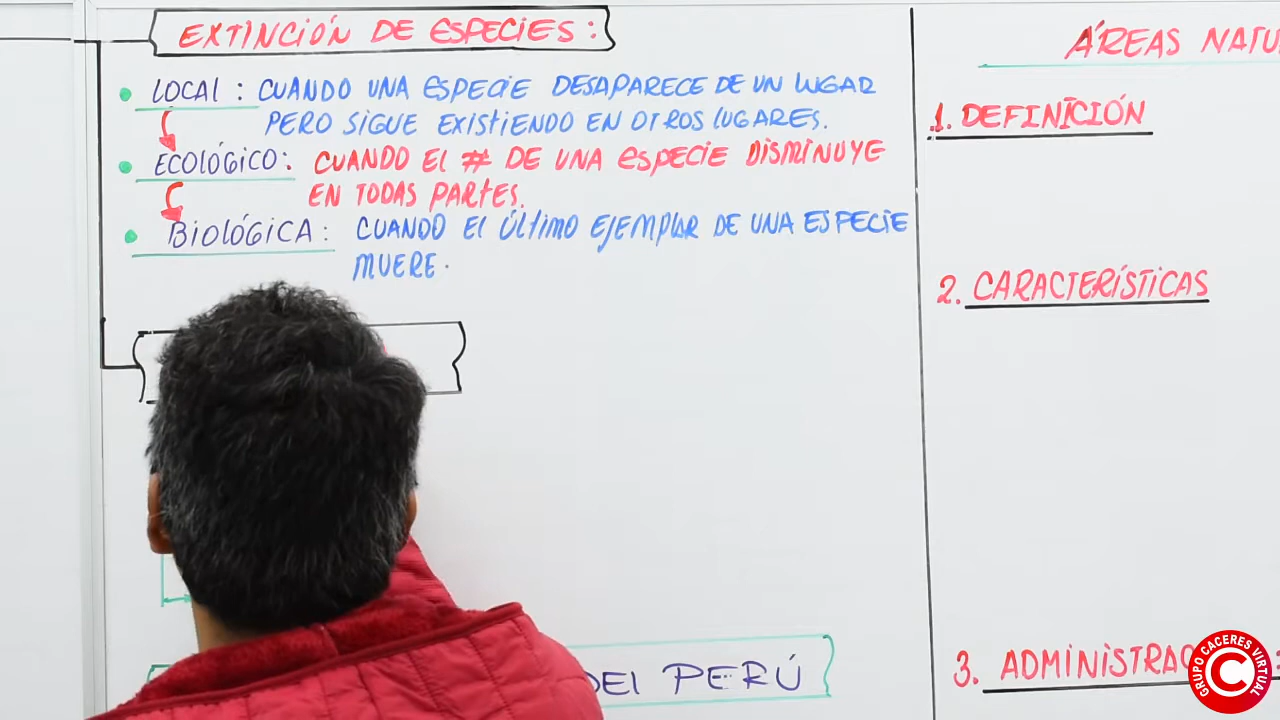 EXTINCIÓN DE ESPECIES:
• LOCAL: CUANDO UNA ESPECIE DESAPARECE DE UN LUGAR
PERO SIGUE EXISTIENDO EN OTROS LUGARES.
• ECOLÓGICO: CUANDO EL # DE UNA ESPECIE DISMINUYE
EN TODAS PARTES.
• BIOLÓGICA: CUANDO EL ÚLTIMO EJEMPLAR DE UNA ESPECIE
MUERE.
DEL PERÚ
ÁREAS NATU
1. DEFINICIÓN
2. CARACTERÍSTICAS
3. ADMINISTRAC
GRUPO CACERES VIRTUAL
C